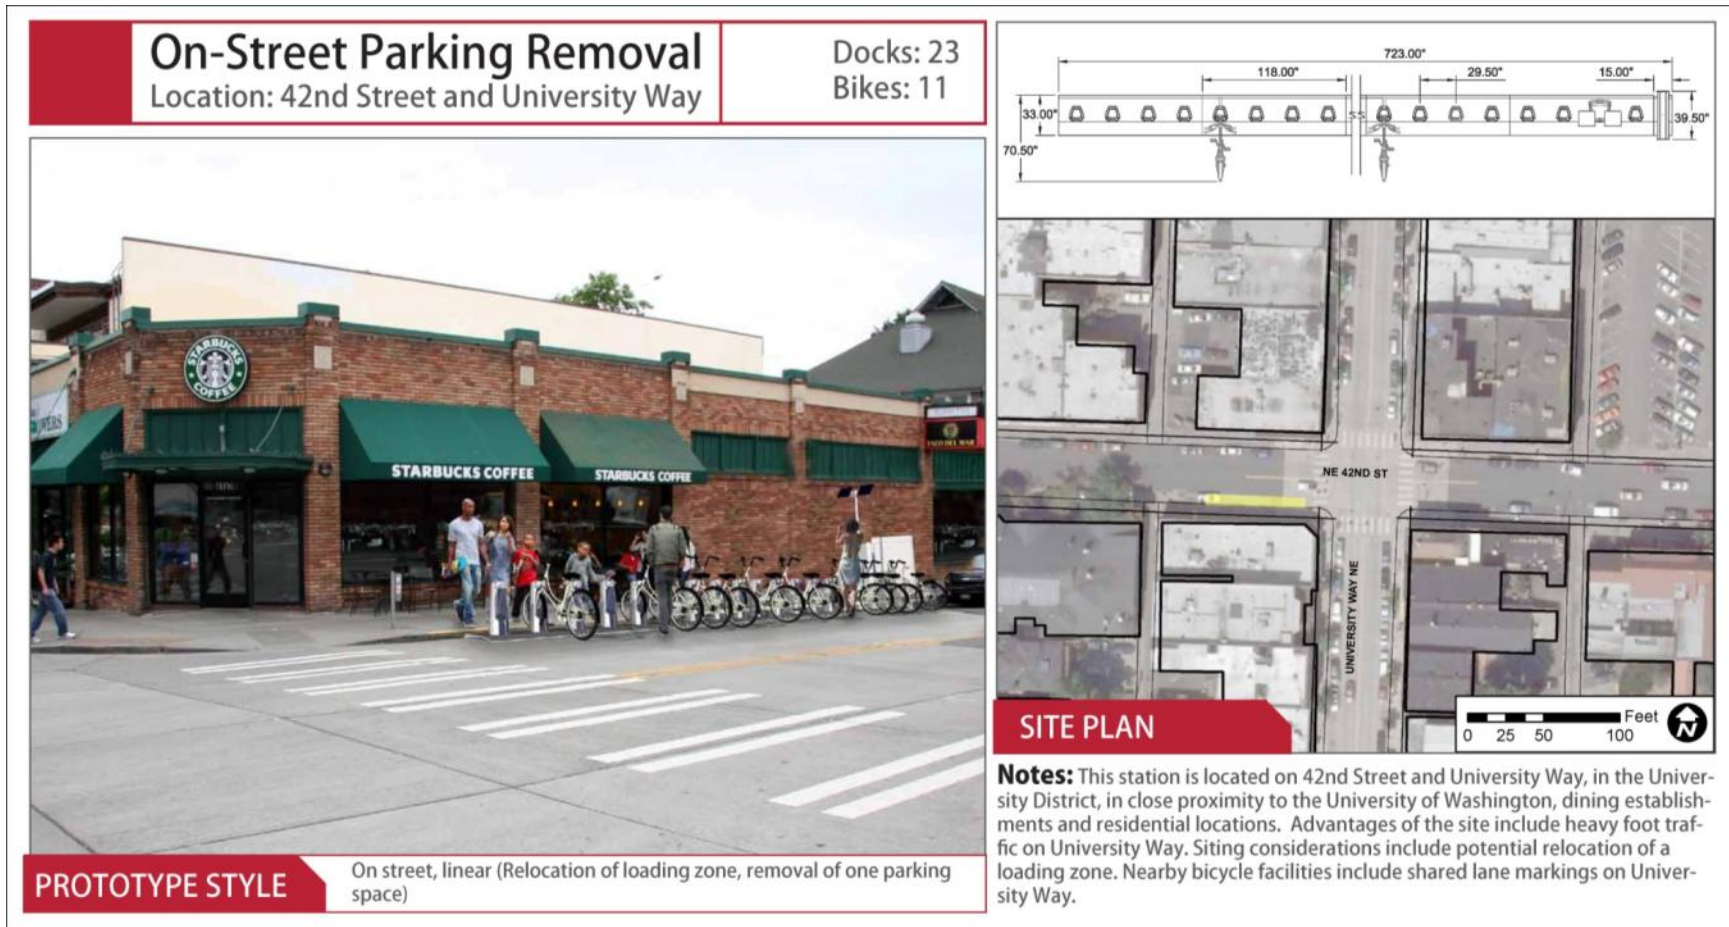 On-Street Parking Removal
Location: 42nd Street and University Way
Docks: 23
Bikes: 11
STARBUCKS
COFFEE
STARBUCKS COFFEE
STARBUCKS COFFEE
TACO DEL MAR
PROTOTYPE STYLE
On street, linear (Relocation of loading zone, removal of one parking
space)
723.00"
118.00"
29.50"
15.00"
33.00"
39.50"
70.50"
S S
NE 42ND ST
UNIVERSITY WAY NE
SITE PLAN
Feet
0 25 50 100
N
Notes: This station is located on 42nd Street and University Way, in the Univer-
sity District, in close proximity to the University of Washington, dining establish-
ments and residential locations. Advantages of the site include heavy foot traf-
fic on University Way. Siting considerations include potential relocation of a
loading zone. Nearby bicycle facilities include shared lane markings on Univer-
sity Way.